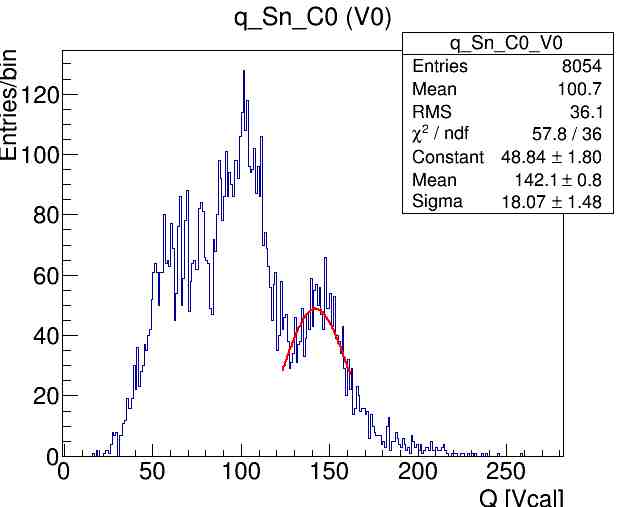 q_Sn_C0 (V0)
q_Sn_C0_V0
Entries 8054
Mean 100.7
RMS 36.1
χ² / ndf 57.8 / 36
Constant 48.84 ± 1.80
Mean 142.1 ± 0.8
Sigma 18.07 ± 1.48
Entries/bin
120
100
80
60
40
20
0
0 50 100 150 200 250
Q [Vcal]